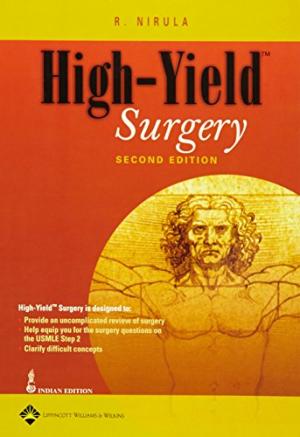 R. NIRULA
High-Yield™
Surgery
SECOND EDITION
High-Yield™ Surgery is designed to:
• Provide an uncomplicated review of surgery
• Help equip you for the surgery questions on
the USMLE Step 2
• Clarify difficult concepts
INDIAN EDITION
LIPPINCOTT WILLIAMS & WILKINS